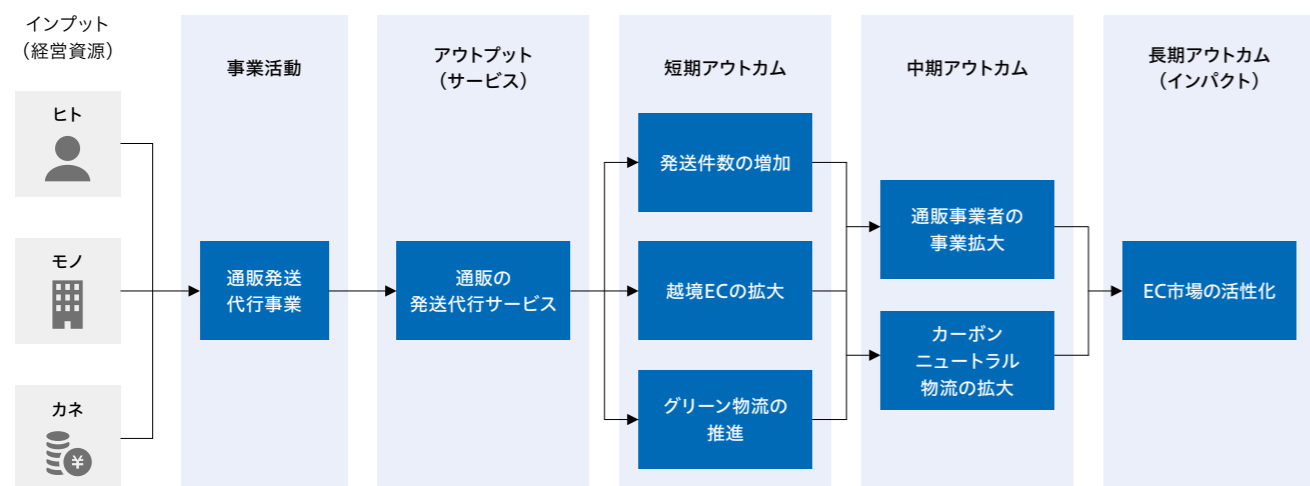 インプット
（経営資源）
ヒト
モノ
カネ
¥
事業活動
通販発送
代行事業
アウトプット
（サービス）
通販の
発送代行サービス
短期アウトカム
発送件数の増加
越境ECの拡大
グリーン物流の
推進
中期アウトカム
通販事業者の
事業拡大
カーボン
ニュートラル
物流の拡大
長期アウトカム
（インパクト）
EC市場の活性化